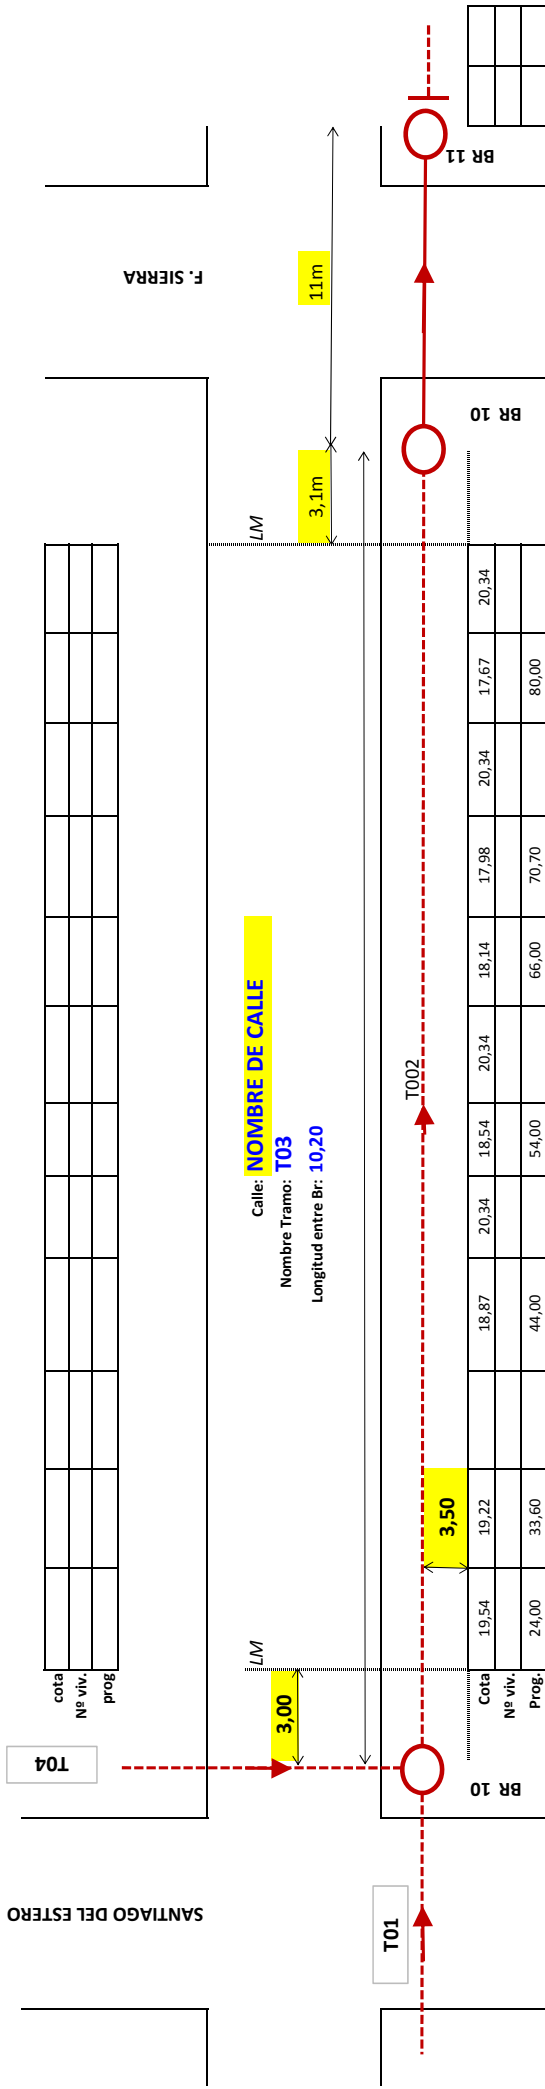 T04
SANTIAGO DEL ESTERO
F. SIERRA
cota
Nº viv.
prog
LM
LM
3,00
3,1m
11m
Calle: NOMBRE DE CALLE
Nombre Tramo: T03
Longitud entre Br: 10,20
T01
T002
3,50
BR 10
BR 10
BR 11
Cota 19,54 19,22 18,87 20,34 18,54 20,34 18,14 17,98 20,34 17,67 20,34
Nº viv.
Prog. 24,00 33,60 44,00 54,00 66,00 70,70 80,00